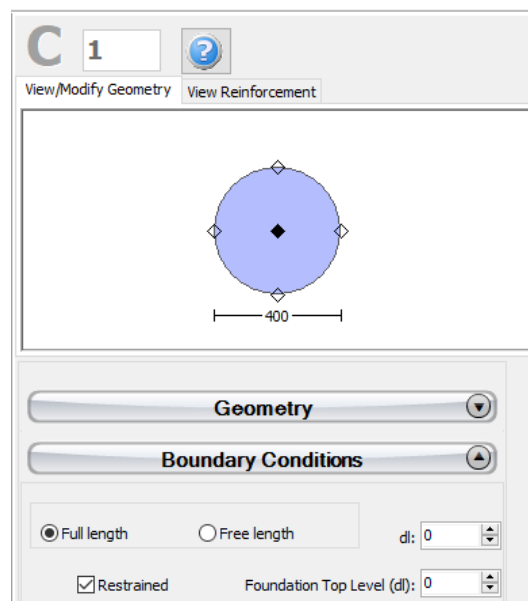 C 1
View/Modify Geometry View Reinforcement
400
Geometry
Boundary Conditions
Full length Free length dl: 0
Restrained Foundation Top Level (dl): 0